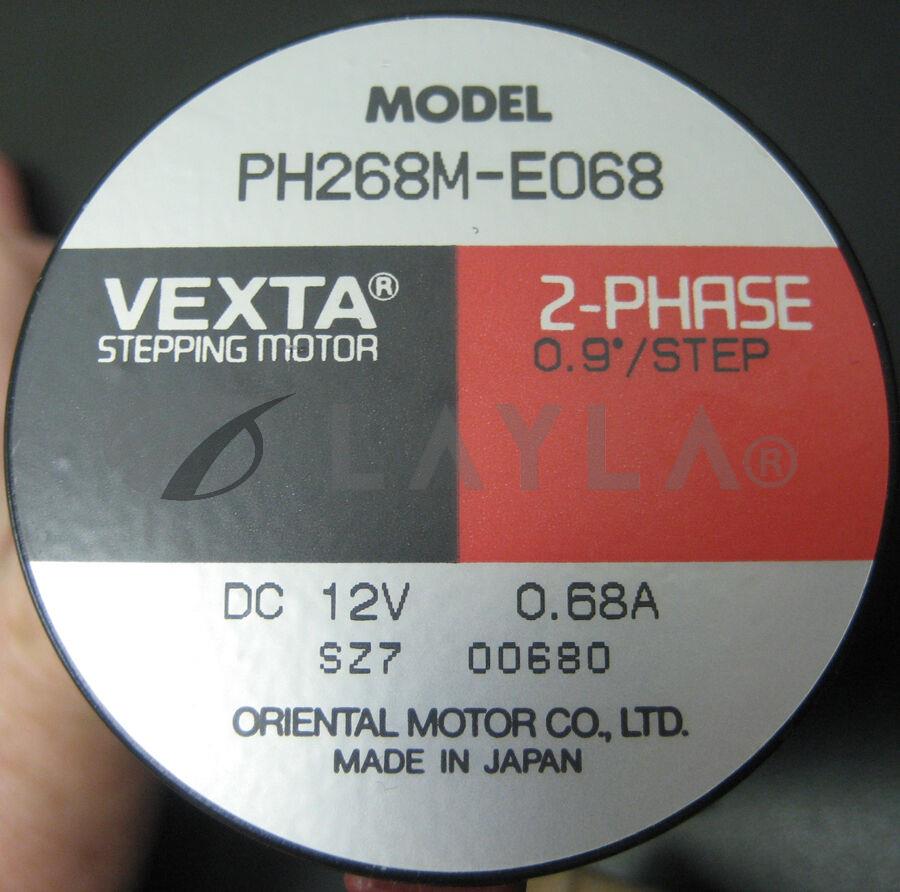 MODEL
PH268M-E068
VEXTA®
STEPPING MOTOR
2-PHASE
0.9°/STEP
LAYLA®
DC 12V 0.68A
SZ7 00680
ORIENTAL MOTOR CO., LTD.
MADE IN JAPAN